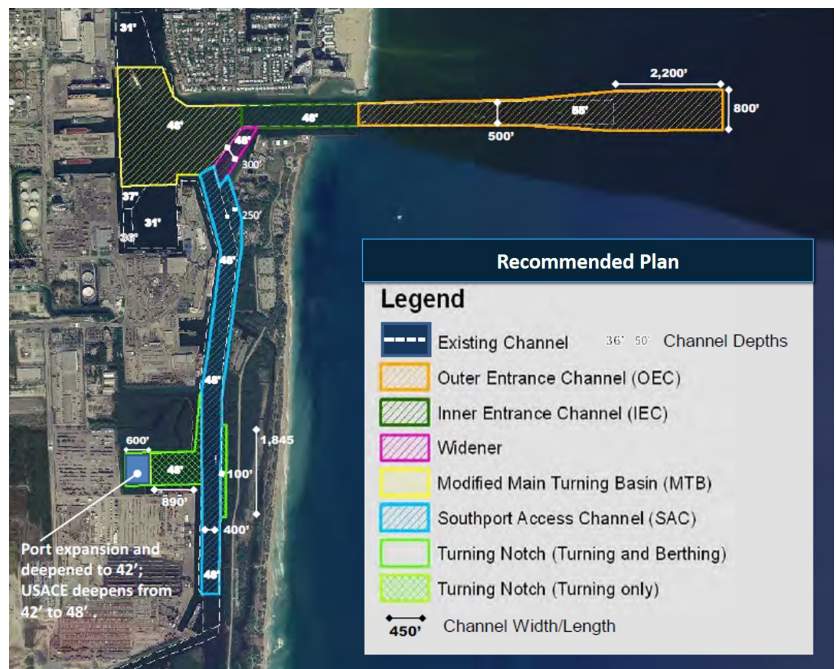 31'
2,200'
48'
48'
55'
500'
800'
48'
300'
37'
31'
250'
48'
Recommended Plan
Legend
Existing Channel 36' 50' Channel Depths
Outer Entrance Channel (OEC)
Inner Entrance Channel (IEC)
Widener
Modified Main Turning Basin (MTB)
Southport Access Channel (SAC)
Turning Notch (Turning and Berthing)
Turning Notch (Turning only)
450' Channel Width/Length
48'
600'
1,845
48'
100'
890'
400'
Port expansion and
deepened to 42';
USACE deepens from
42' to 48' .
48'